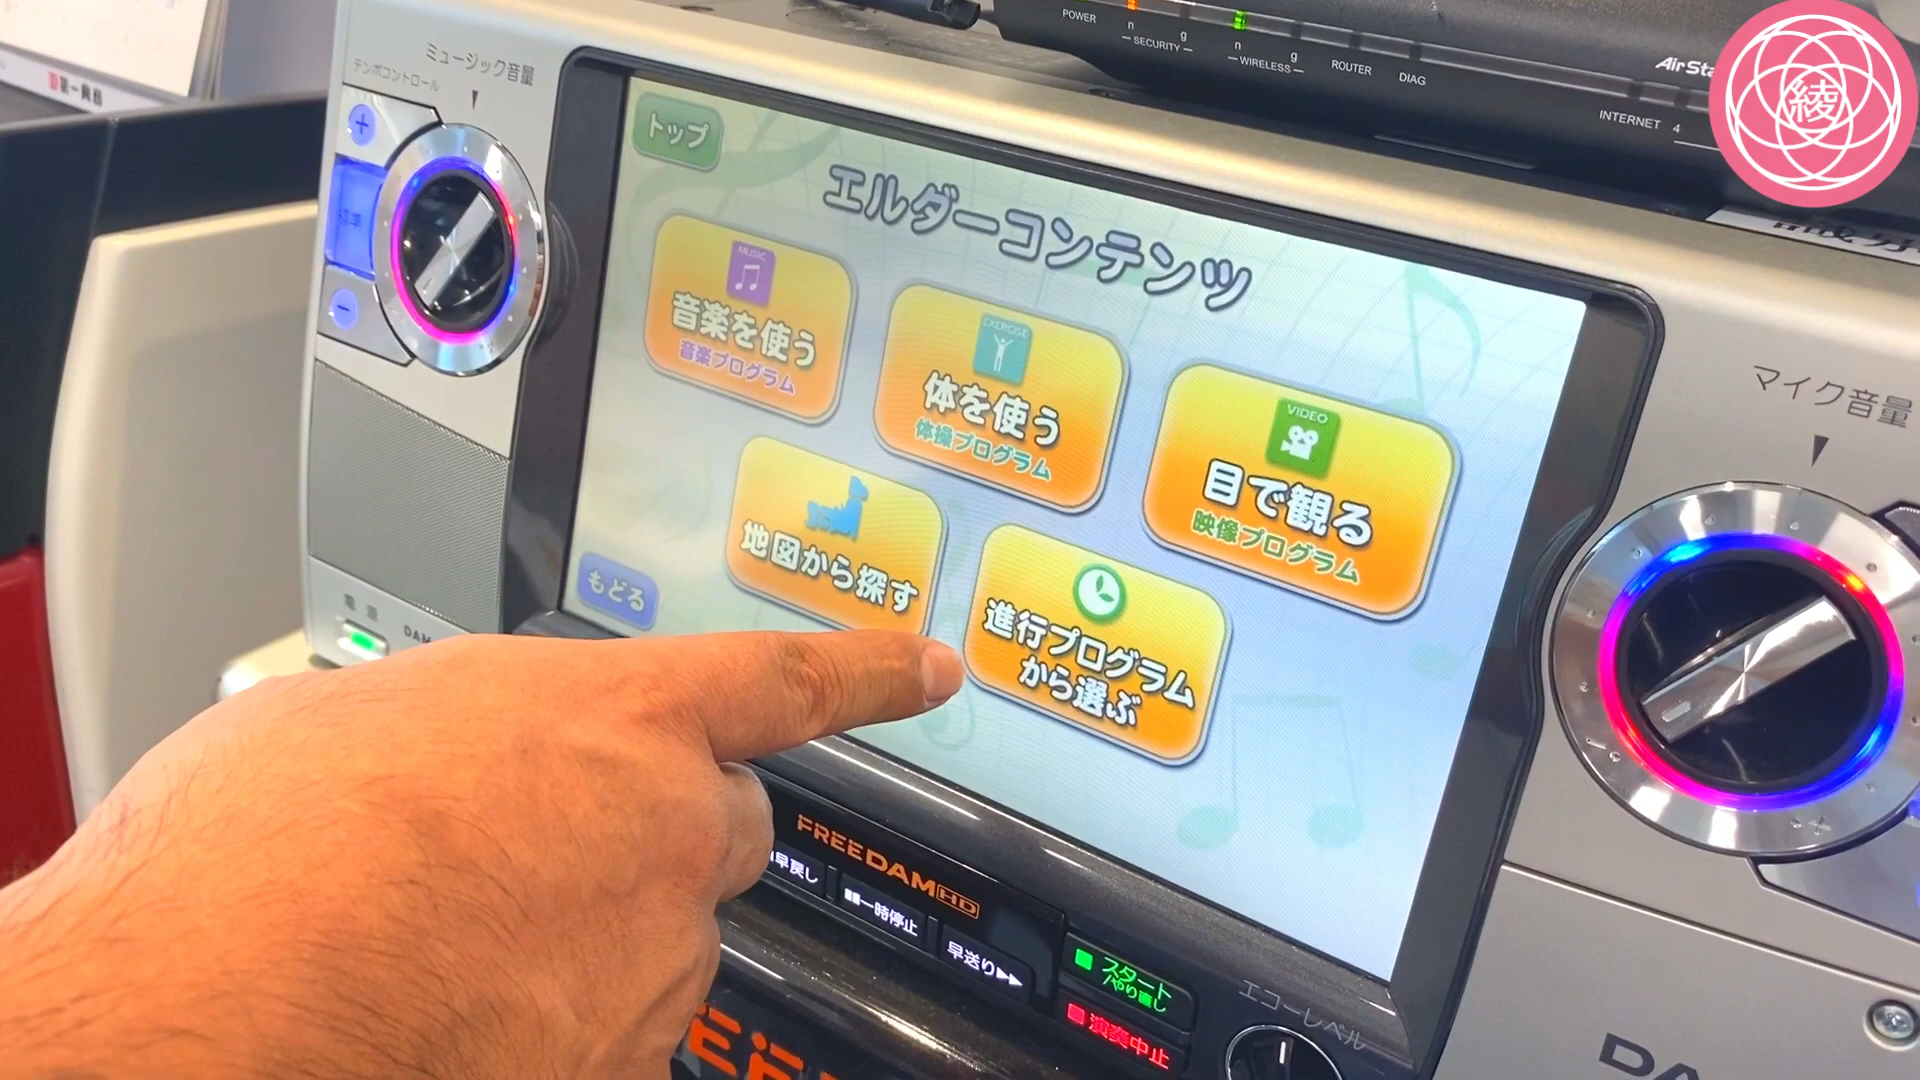 POWER
n
g
SECURITY
n
g
WIRELESS
ROUTER
DIAG
AirSta
INTERNET
4
綾
テンポコントロール
ミュージック音量
+
標準
−
トップ
エルダーコンテンツ
MUSIC
音楽を使う
音楽プログラム
EXERCISE
体を使う
体操プログラム
VIDEO
目で観る
映像プログラム
地図から探す
進行プログラム
から選ぶ
もどる
マイク音量
電源
DAM
FREEDAM HD
早戻し
一時停止
早送り▶▶
スタート
/やり直し
演奏中止
エコーレベル
DA